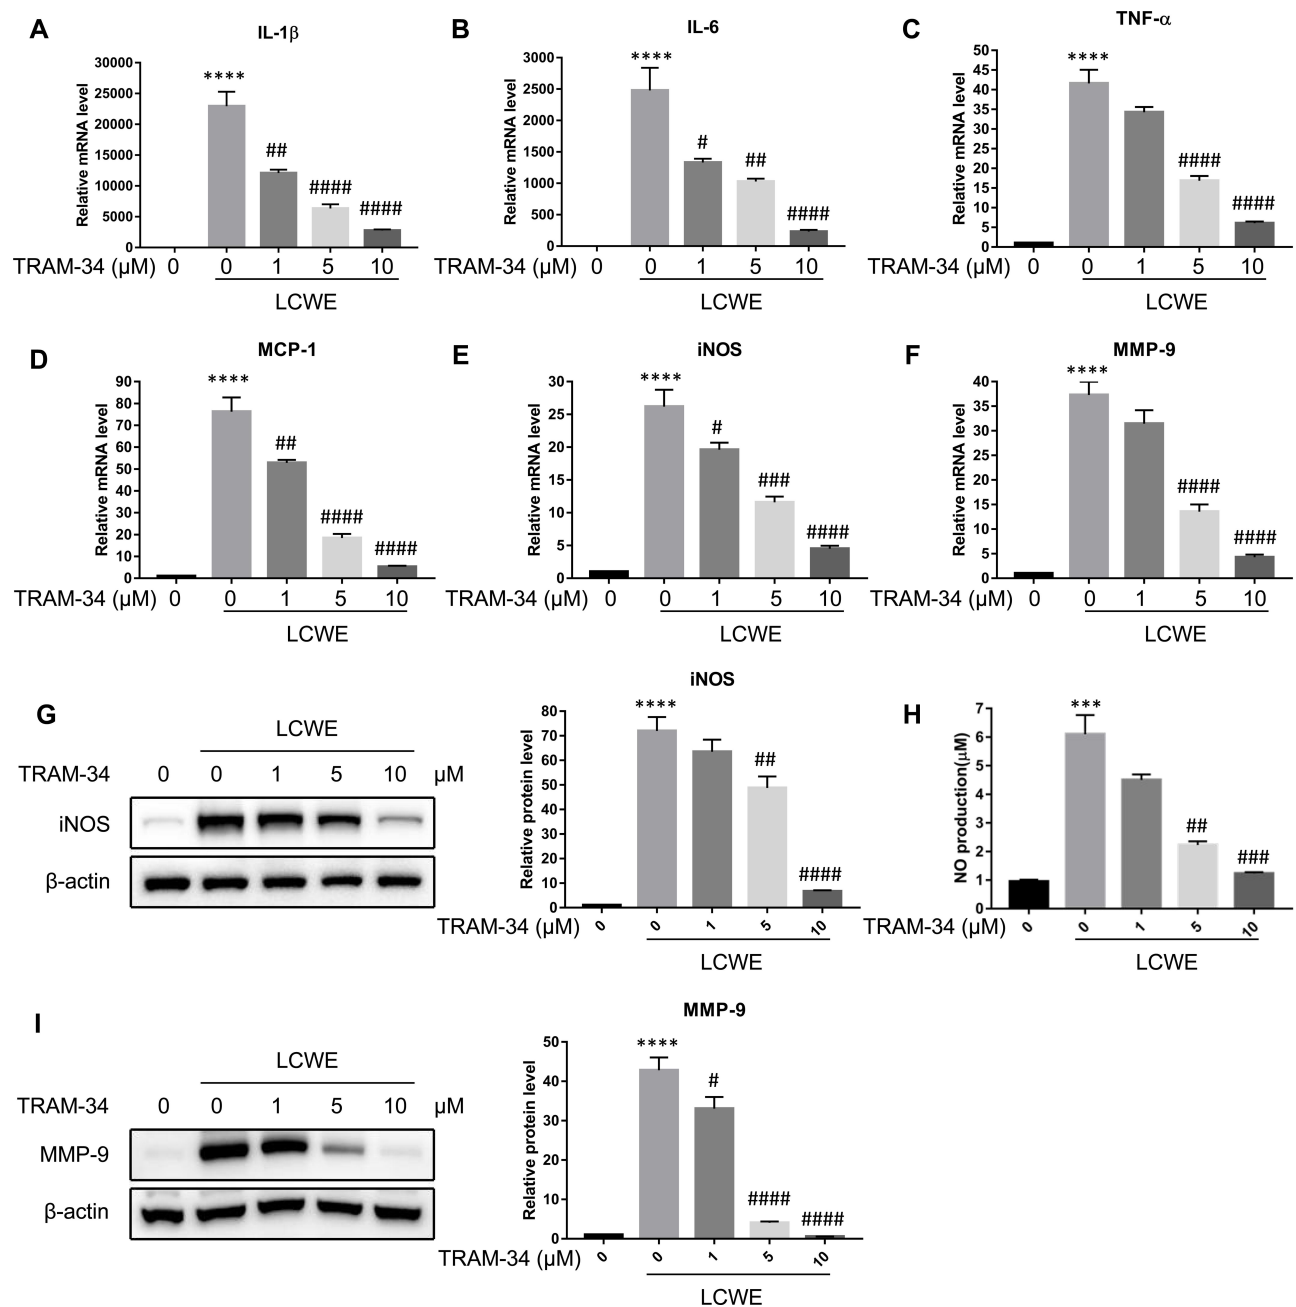 A
IL-1β
Relative mRNA level
30000
25000
20000
15000
10000
5000
0
****
##
####
####
TRAM-34 (μM) 0 0 1 5 10
LCWE
B
IL-6
Relative mRNA level
3000
2500
2000
1500
1000
500
0
****
#
##
####
TRAM-34 (μM) 0 0 1 5 10
LCWE
C
TNF-α
Relative mRNA level
50
45
40
35
30
25
20
15
10
5
0
****
####
####
TRAM-34 (μM) 0 0 1 5 10
LCWE
D
MCP-1
Relative mRNA level
90
80
70
60
50
40
30
20
10
0
****
##
####
####
TRAM-34 (μM) 0 0 1 5 10
LCWE
E
iNOS
Relative mRNA level
30
25
20
15
10
5
0
****
#
###
####
TRAM-34 (μM) 0 0 1 5 10
LCWE
F
MMP-9
Relative mRNA level
40
35
30
25
20
15
10
5
0
****
####
####
TRAM-34 (μM) 0 0 1 5 10
LCWE
G
LCWE
TRAM-34 0 0 1 5 10 μM
iNOS
β-actin
iNOS
Relative protein level
80
70
60
50
40
30
20
10
0
****
##
####
TRAM-34 (μM) 0 0 1 5 10
LCWE
H
NO production(μM)
7
6
5
4
3
2
1
0
***
##
###
TRAM-34 (μM) 0 0 1 5 10
LCWE
I
LCWE
TRAM-34 0 0 1 5 10 μM
MMP-9
β-actin
MMP-9
Relative protein level
50
40
30
20
10
0
****
#
####
####
TRAM-34 (μM) 0 0 1 5 10
LCWE